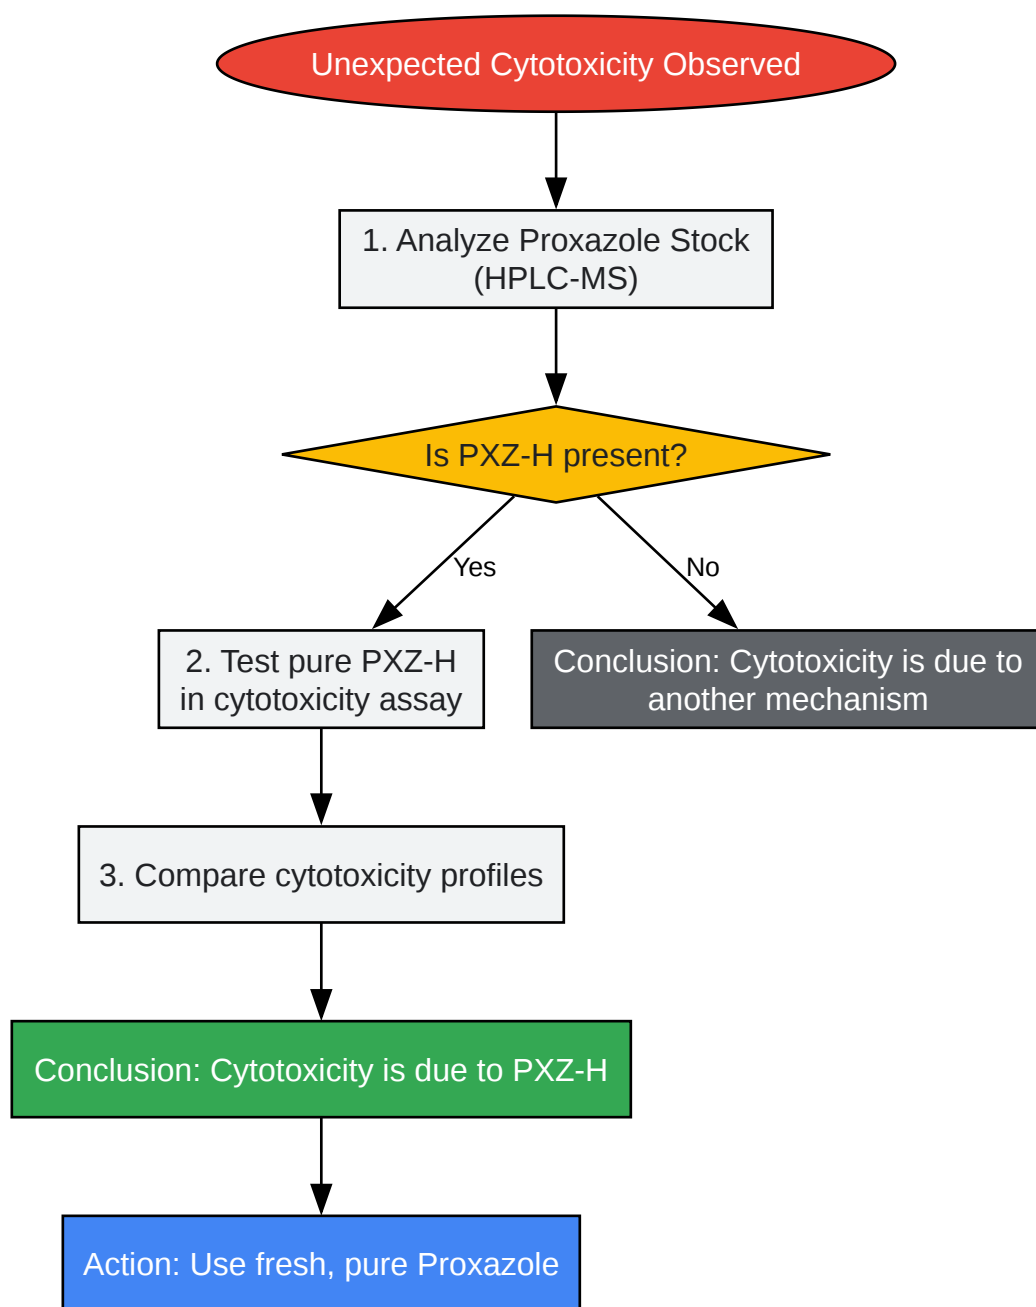 Unexpected Cytotoxicity Observed
1. Analyze Proxazole Stock
(HPLC-MS)
Is PXZ-H present?
Yes
No
2. Test pure PXZ-H
in cytotoxicity assay
Conclusion: Cytotoxicity is due to
another mechanism
3. Compare cytotoxicity profiles
Conclusion: Cytotoxicity is due to PXZ-H
Action: Use fresh, pure Proxazole